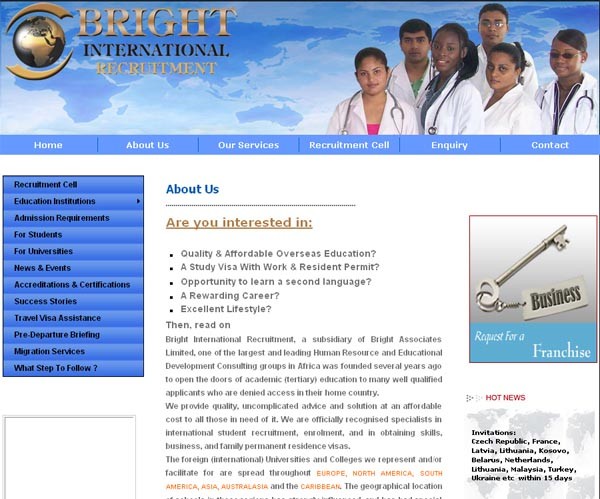 BRIGHT
INTERNATIONAL
RECRUITMENT
Home
About Us
Our Services
Recruitment Cell
Enquiry
Contact
Recruitment Cell
Education Institutions
Admission Requirements
For Students
For Universities
News & Events
Accreditations & Certifications
Success Stories
Travel Visa Assistance
Pre-Departure Briefing
Migration Services
What Step To Follow ?
About Us
Are you interested in:
Quality & Affordable Overseas Education?
A Study Visa With Work & Resident Permit?
Opportunity to learn a second language?
A Rewarding Career?
Excellent Lifestyle?
Then, read on
Bright International Recruitment, a subsidiary of Bright Associates
Limited, one of the largest and leading Human Resource and Educational
Development Consulting groups in Africa was founded several years ago
to open the doors of academic (tertiary) education to many well qualified
applicants who are denied access in their home country.
We provide quality, uncomplicated advice and solution at an affordable
cost to all those in need of it. We are officially recognised specialists in
international student recruitment, enrolment, and in obtaining skills,
business, and family permanent residence visas.
The foreign (international) Universities and Colleges we represent and/or
facilitate for are spread throughout EUROPE, NORTH AMERICA, SOUTH
AMERICA, ASIA, AUSTRALASIA and the CARIBBEAN. The geographical location
Business
Request For a
Franchise
HOT NEWS
Invitations:
Czech Republic, France,
Latvia, Lithuania, Kosovo,
Belarus, Netherlands,
Lithuania, Malaysia, Turkey,
Ukraine etc within 15 days